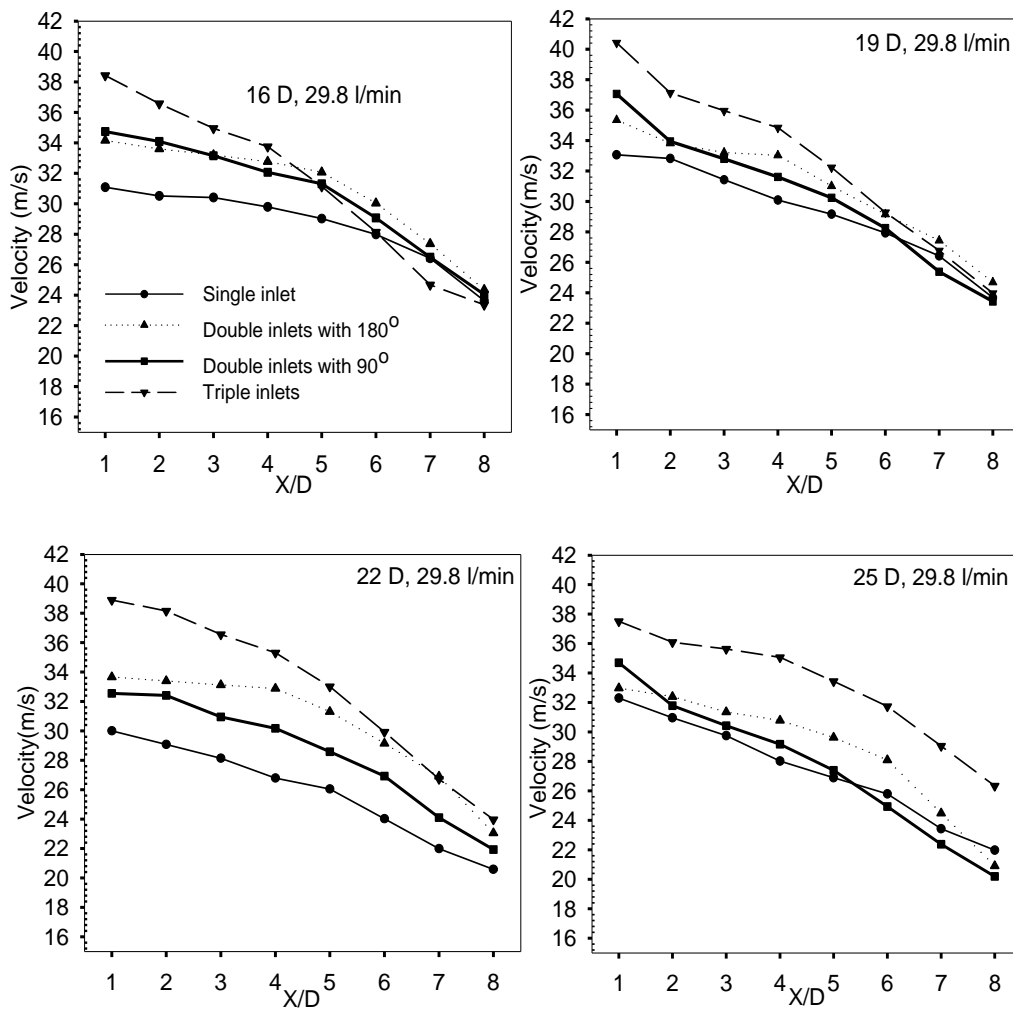 42
40
38
36
34
32
30
28
26
24
22
20
18
16
Velocity (m/s)
16 D, 29.8 l/min
Single inlet
Double inlets with 180o
Double inlets with 90o
Triple inlets
1 2 3 4 5 6 7 8
X/D
42
40
38
36
34
32
30
28
26
24
22
20
18
16
Velocity(m/s)
19 D, 29.8 l/min
1 2 3 4 5 6 7 8
X/D
42
40
38
36
34
32
30
28
26
24
22
20
18
16
Velocity(m/s)
22 D, 29.8 l/min
1 2 3 4 5 6 7 8
X/D
42
40
38
36
34
32
30
28
26
24
22
20
18
16
Velocity (m/s)
25 D, 29.8 l/min
1 2 3 4 5 6 7 8
X/D